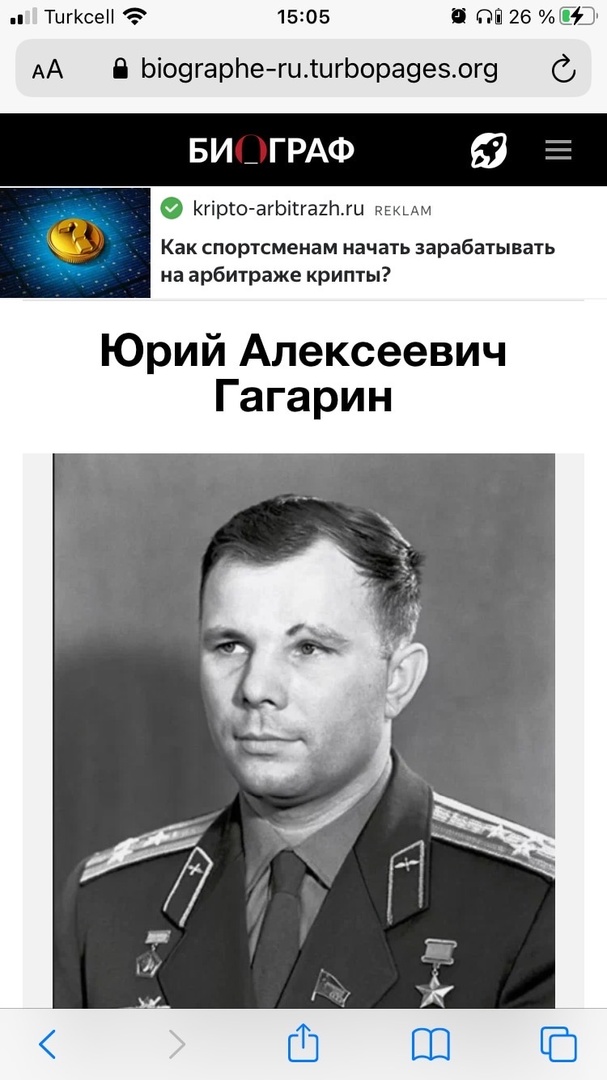 Turkcell 15:05 26 %
AA biographe-ru.turbopages.org
БИОГРАФ
kripto-arbitrazh.ru REKLAM
Как спортсменам начать зарабатывать
на арбитраже крипты?
Юрий Алексеевич
Гагарин